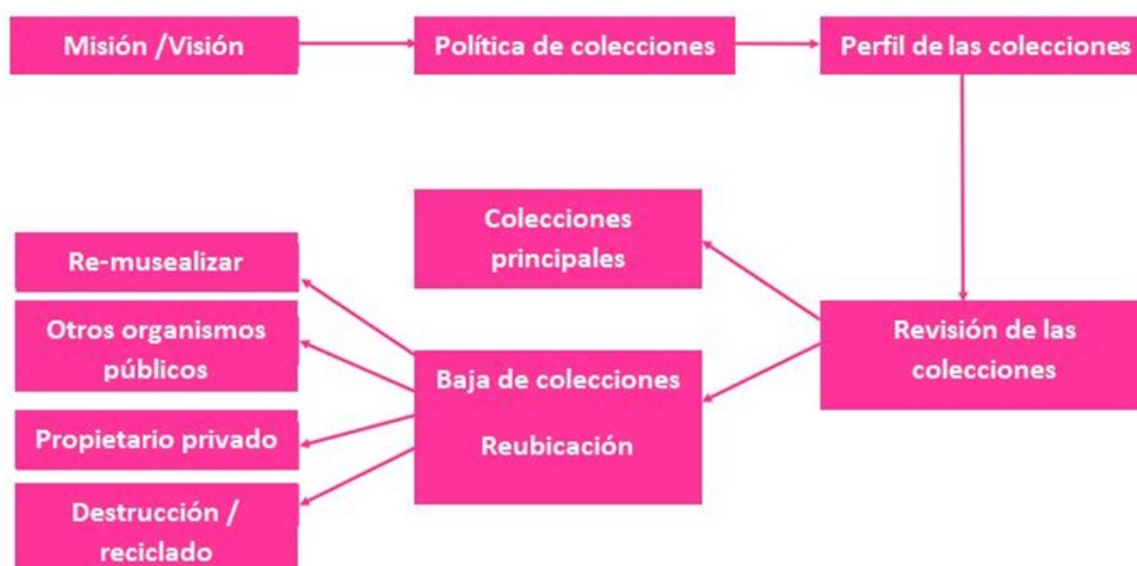 Misión /Visión
Política de colecciones
Perfil de las colecciones
Colecciones
principales
Revisión de las
colecciones
Baja de colecciones
Reubicación
Re-musealizar
Otros organismos
públicos
Propietario privado
Destrucción /
reciclado